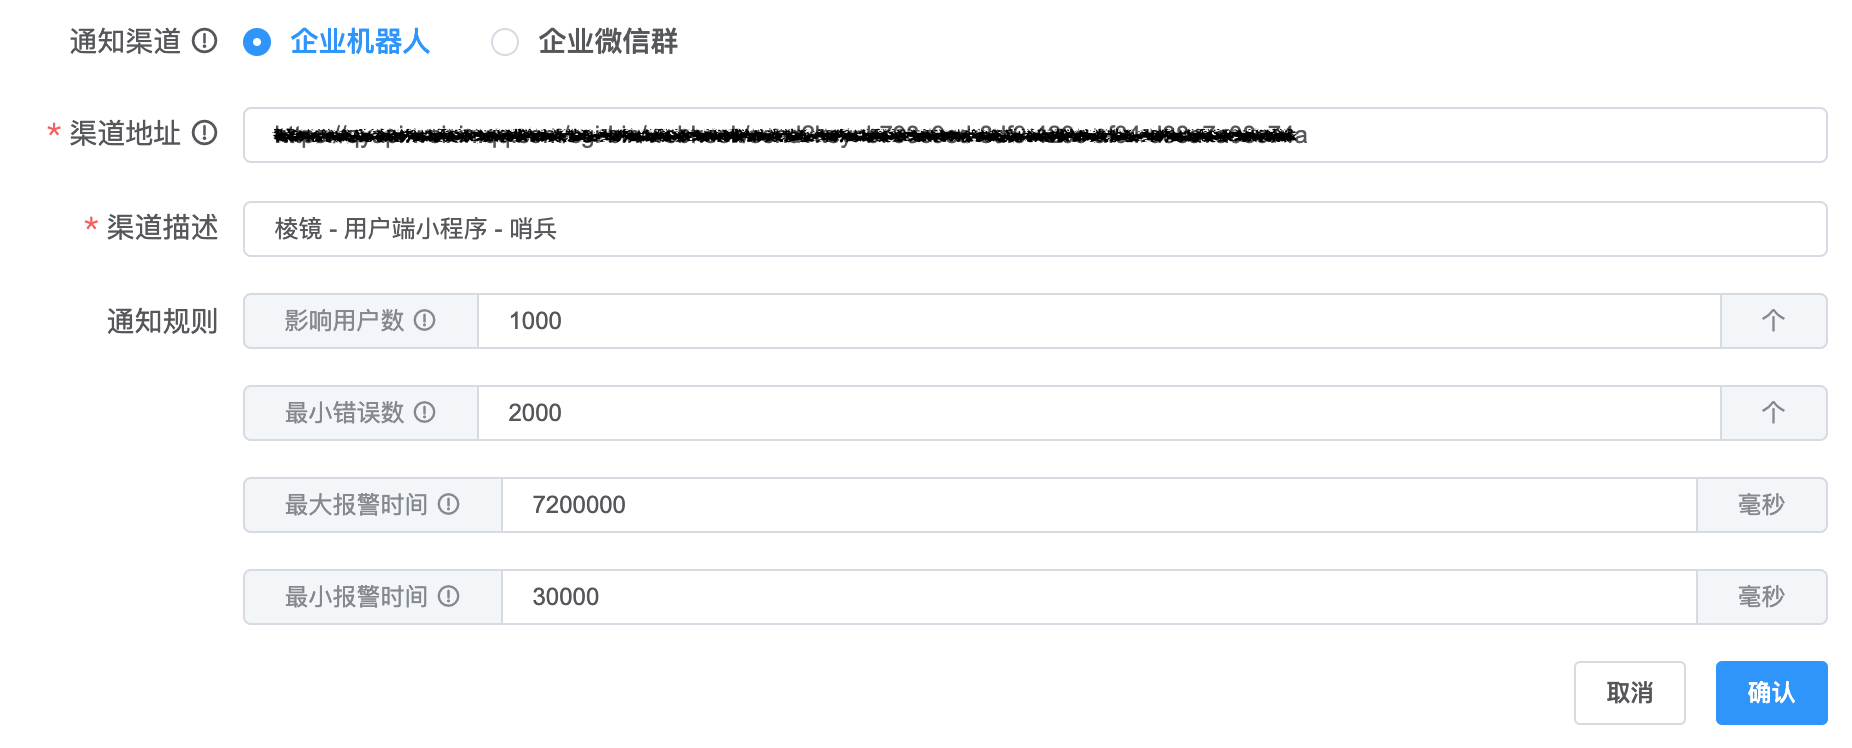 通知渠道 企业机器人 企业微信群
* 渠道地址
* 渠道描述 棱镜 - 用户端小程序 - 哨兵
通知规则 影响用户数 1000 个
最小错误数 2000 个
最大报警时间 7200000 毫秒
最小报警时间 30000 毫秒
取消 确认